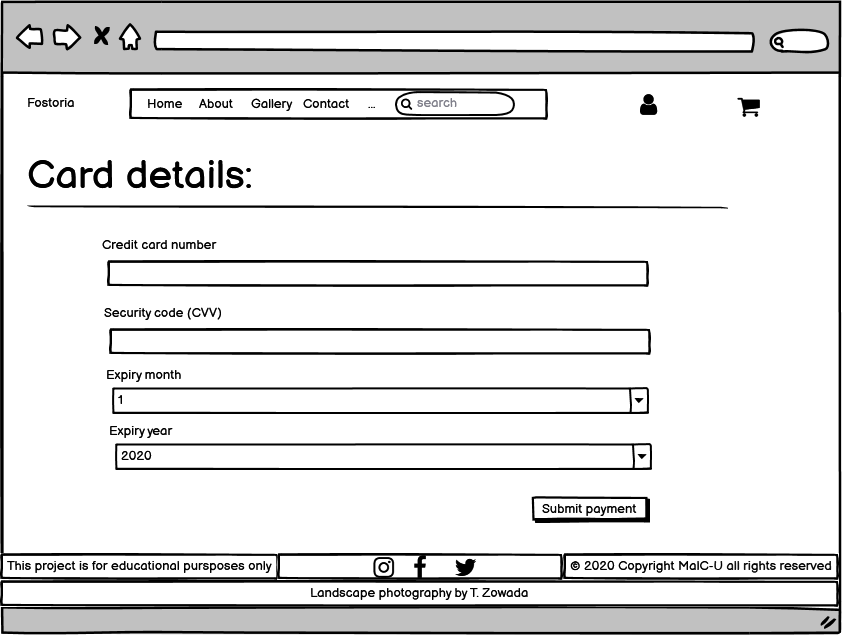 Fostoria
Home About Gallery Contact ... search
Card details:
Credit card number
Security code (CVV)
Expiry month
1
Expiry year
2020
Submit payment
This project is for educational pursposes only
© 2020 Copyright MalC-U all rights reserved
Landscape photography by T. Zowada